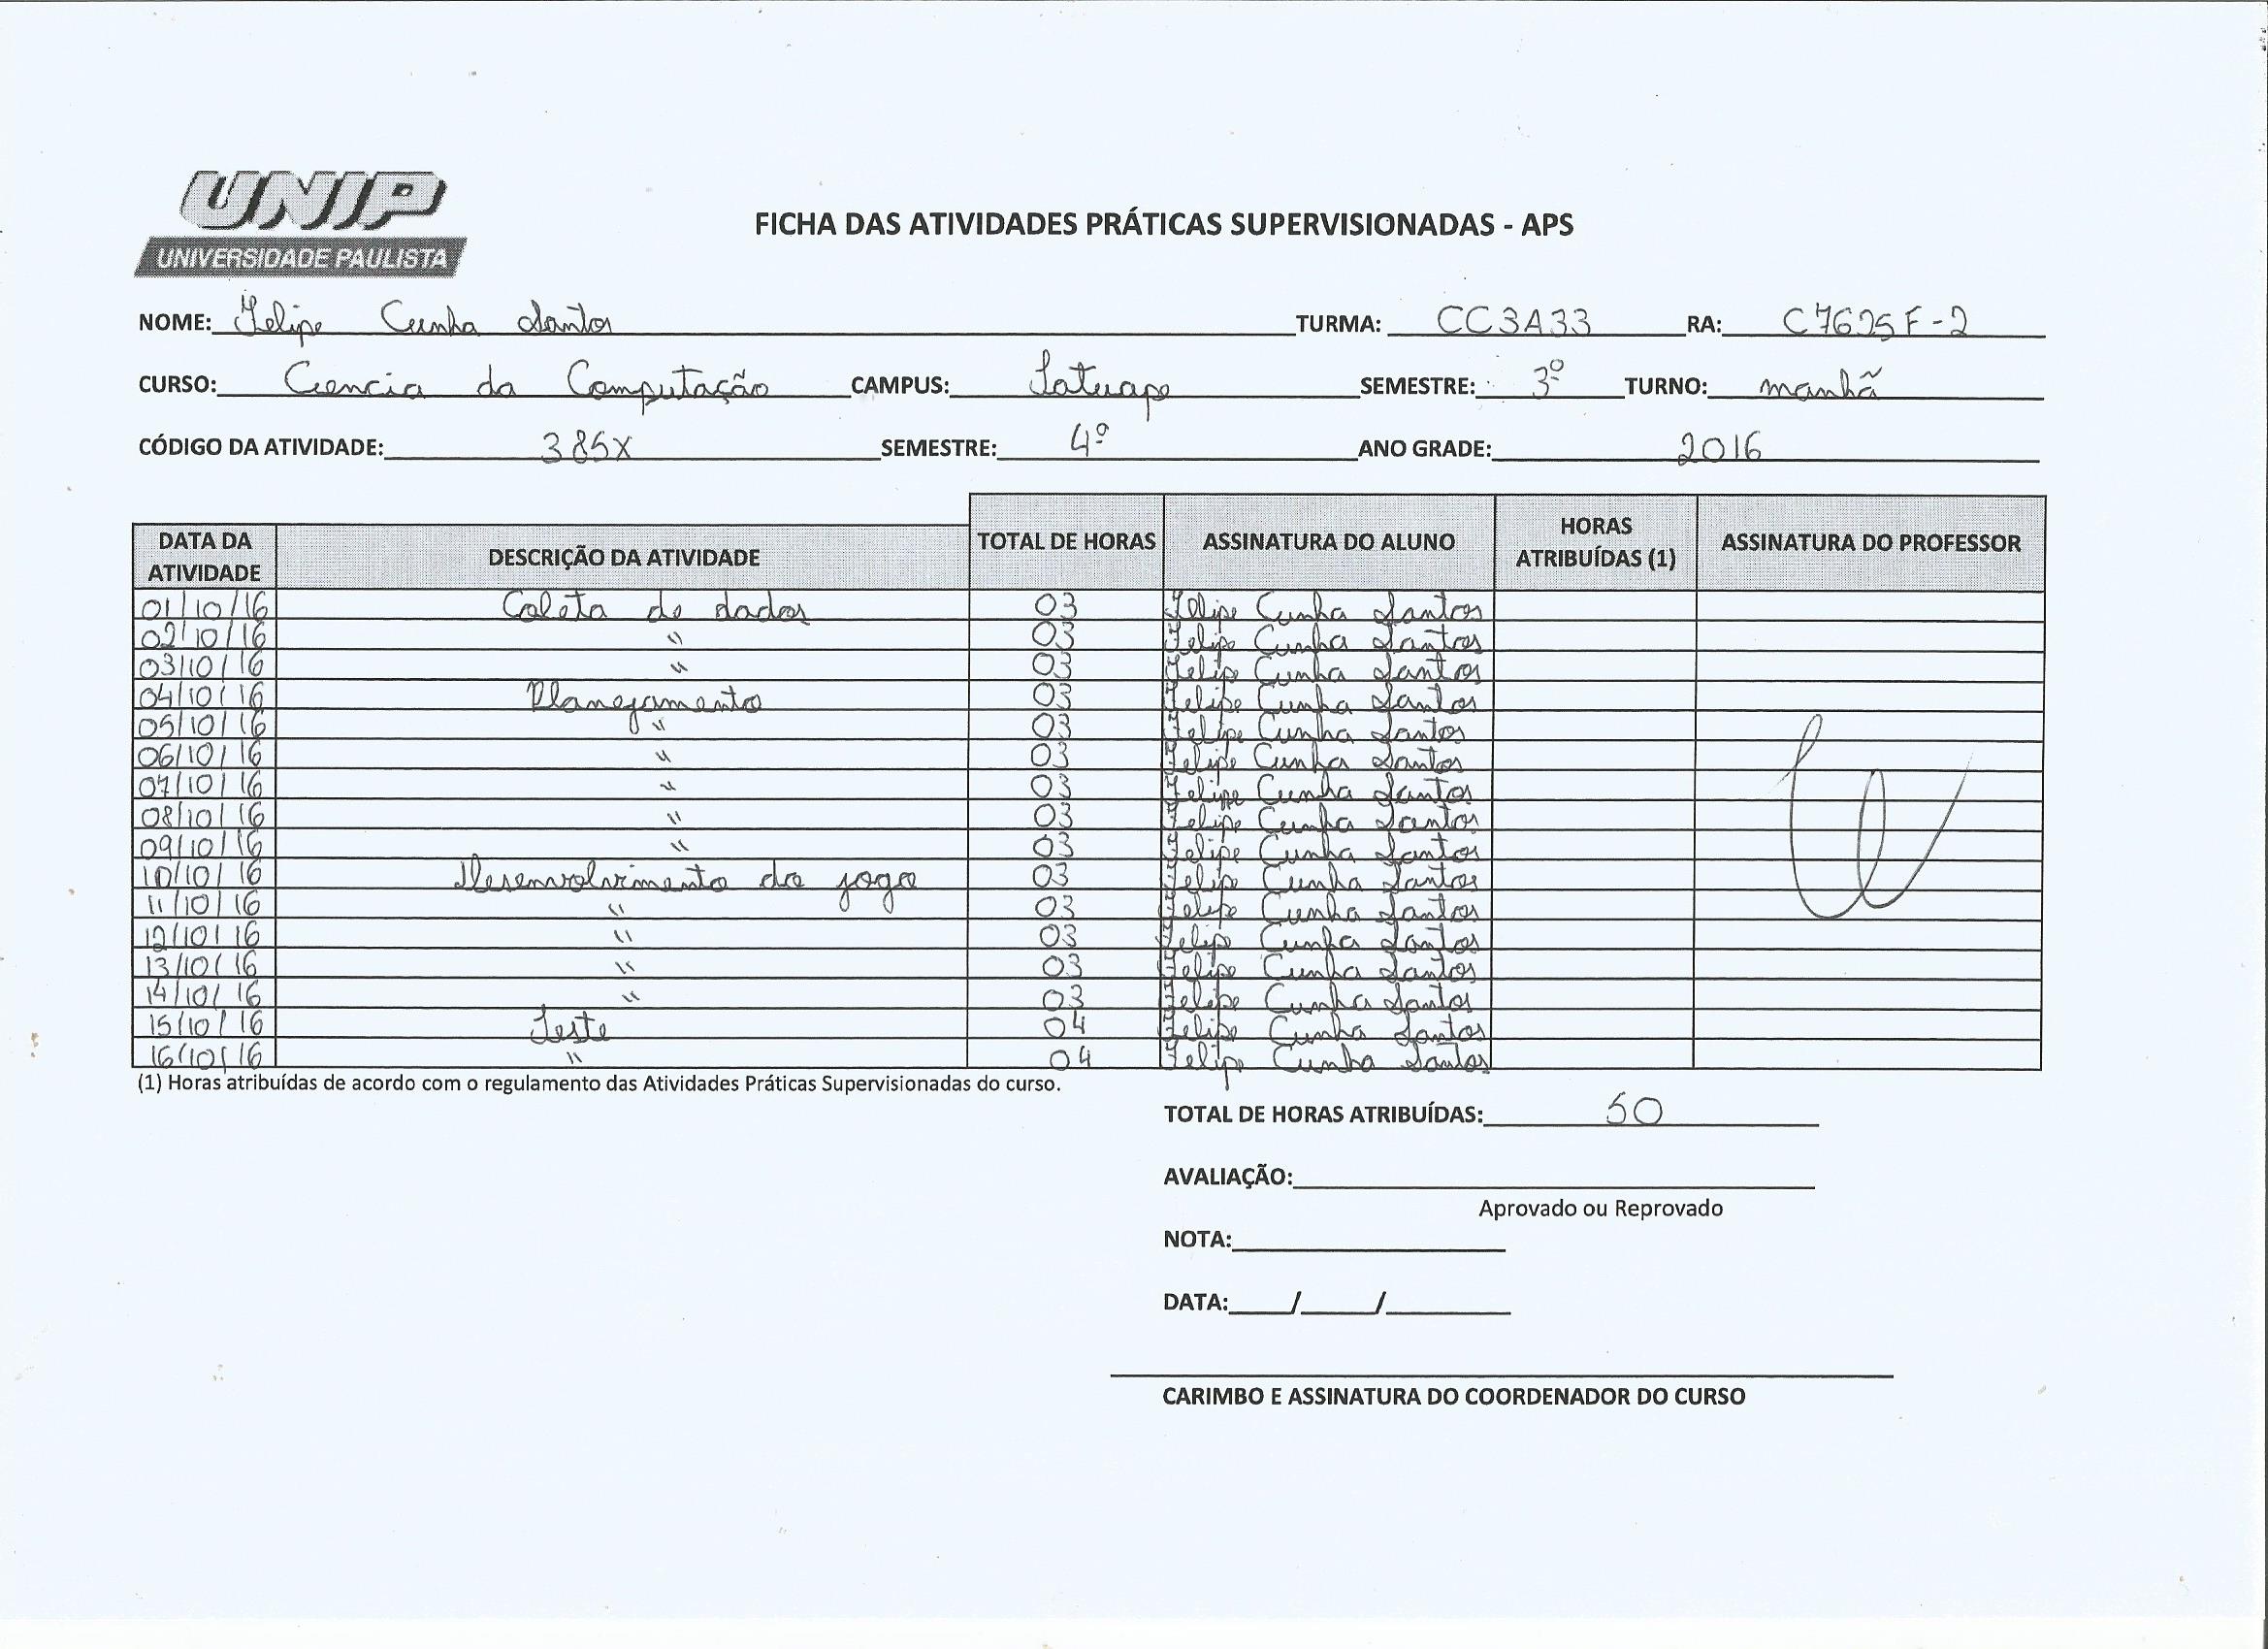 UNIP
UNIVERSIDADE PAULISTA
FICHA DAS ATIVIDADES PRÁTICAS SUPERVISIONADAS - APS
NOME: Felipe Cunha Santos TURMA: CC3A33 RA: C7625F-2
CURSO: Ciencia da Computação CAMPUS: Tatuape SEMESTRE: 3º TURNO: manhã
CÓDIGO DA ATIVIDADE: 385X SEMESTRE: 4º ANO GRADE: 2016
DATA DA ATIVIDADE DESCRIÇÃO DA ATIVIDADE TOTAL DE HORAS ASSINATURA DO ALUNO HORAS ATRIBUÍDAS (1) ASSINATURA DO PROFESSOR
01/10/16 Coleta de dados 03 Felipe Cunha Santos
02/10/16 " 03 Felipe Cunha Santos
03/10/16 " 03 Felipe Cunha Santos
04/10/16 Planejamento 03 Felipe Cunha Santos
05/10/16 " 03 Felipe Cunha Santos
06/10/16 " 03 Felipe Cunha Santos
07/10/16 " 03 Felipe Cunha Santos
08/10/16 " 03 Felipe Cunha Santos
09/10/16 " 03 Felipe Cunha Santos
10/10/16 Desenvolvimento do jogo 03 Felipe Cunha Santos
11/10/16 " 03 Felipe Cunha Santos
12/10/16 " 03 Felipe Cunha Santos
13/10/16 " 03 Felipe Cunha Santos
14/10/16 " 03 Felipe Cunha Santos
15/10/16 Teste 04 Felipe Cunha Santos
16/10/16 " 04 Felipe Cunha Santos
(1) Horas atribuídas de acordo com o regulamento das Atividades Práticas Supervisionadas do curso.
TOTAL DE HORAS ATRIBUÍDAS: 50
AVALIAÇÃO:
Aprovado ou Reprovado
NOTA:
DATA: / /
CARIMBO E ASSINATURA DO COORDENADOR DO CURSO